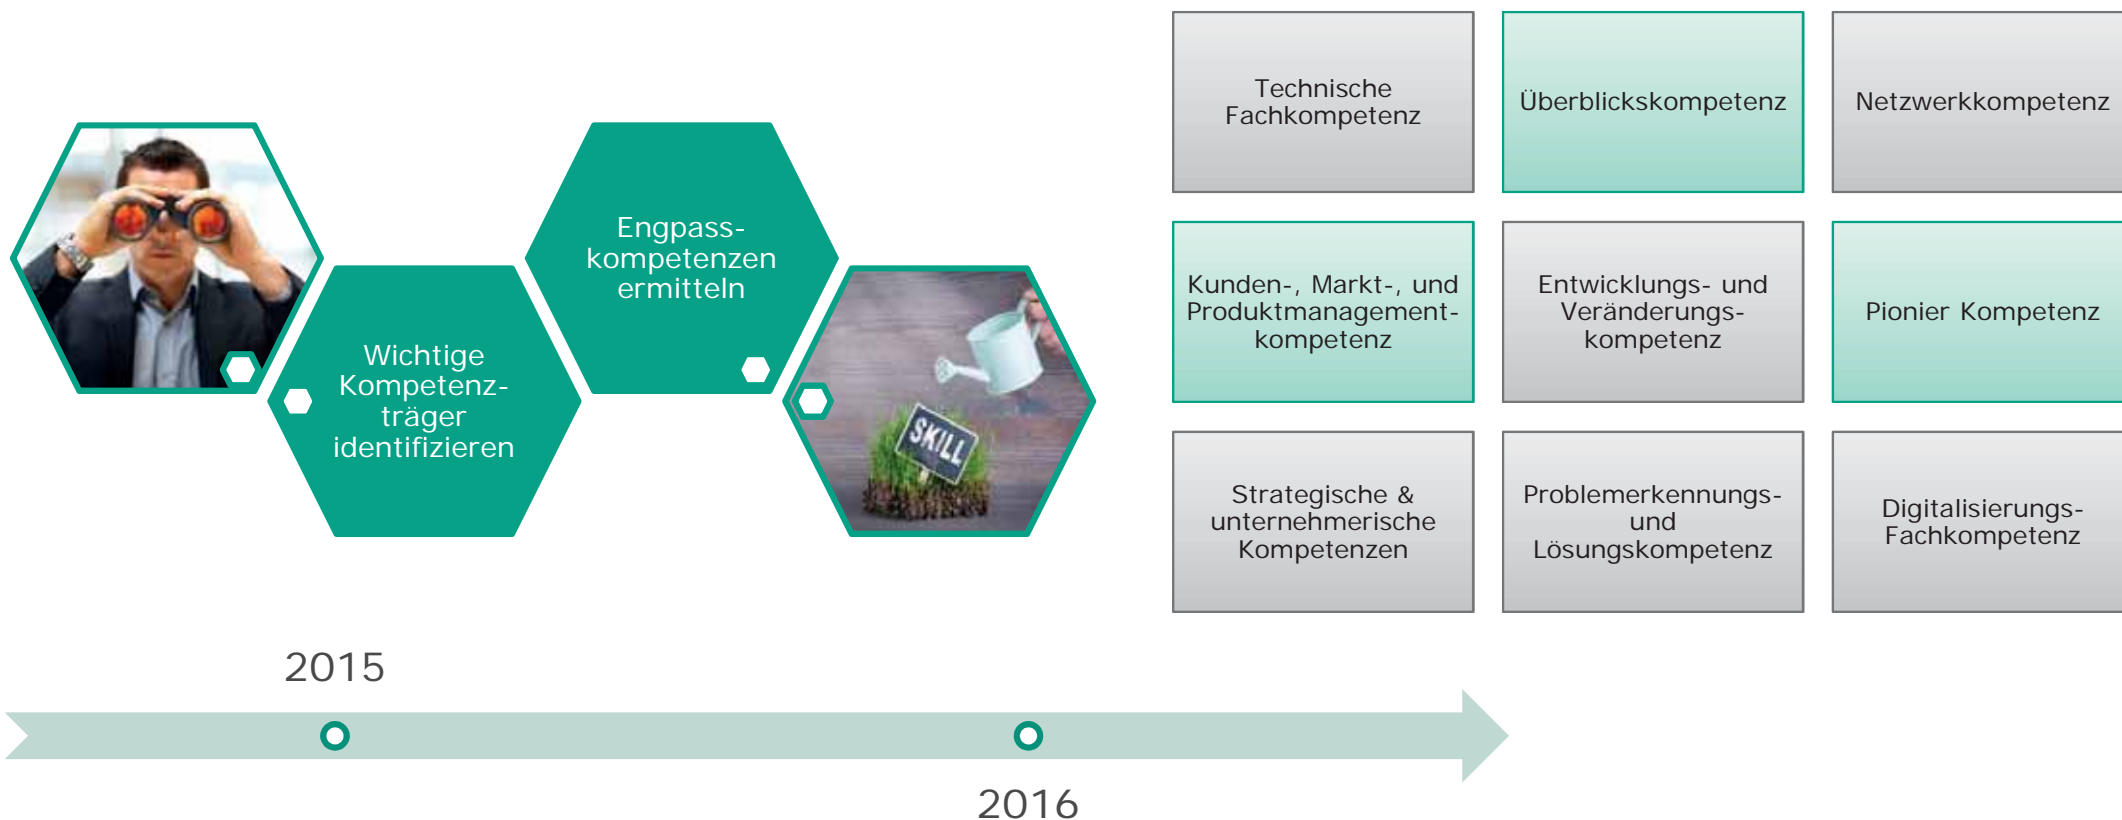 Wichtige
Kompetenz-
träger
identifizieren
Engpass-
kompetenzen
ermitteln
SKILL
Technische
Fachkompetenz
Überblickskompetenz
Netzwerkkompetenz
Kunden-, Markt-, und
Produktmanagement-
kompetenz
Entwicklungs- und
Veränderungs-
kompetenz
Pionier Kompetenz
Strategische &
unternehmerische
Kompetenzen
Problemerkennungs-
und
Lösungskompetenz
Digitalisierungs-
Fachkompetenz
2015
2016